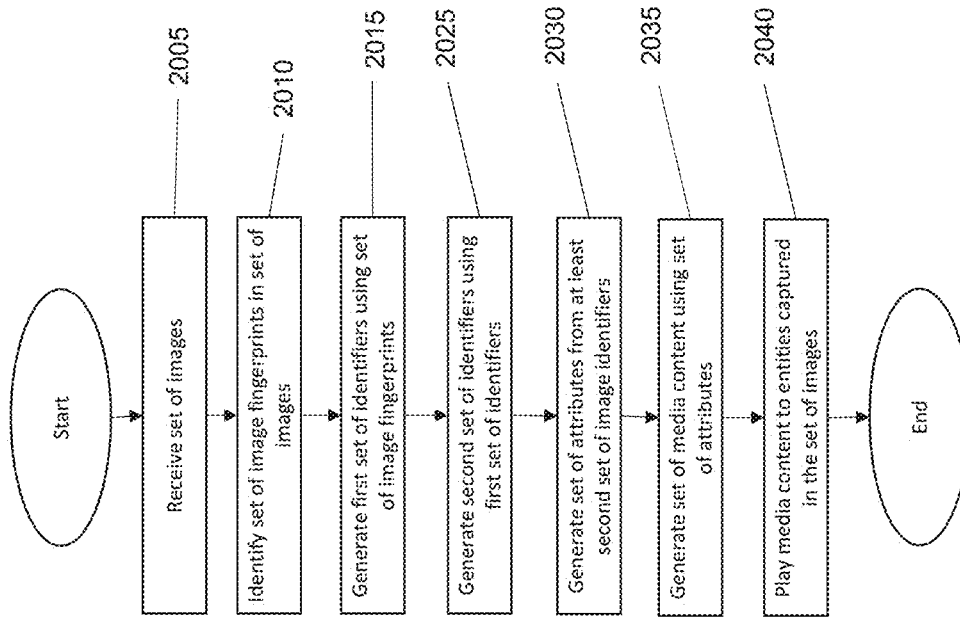 Start
Receive set of images
2005
Identify set of image fingerprints in set of
images
2010
Generate first set of identifiers using set
of image fingerprints
2015
Generate second set of identifiers using
first set of identifiers
2025
Generate set of attributes from at least
second set of image identifiers
2030
Generate set of media content using set
of attributes
2035
Play media content to entities captured
in the set of images
2040
End